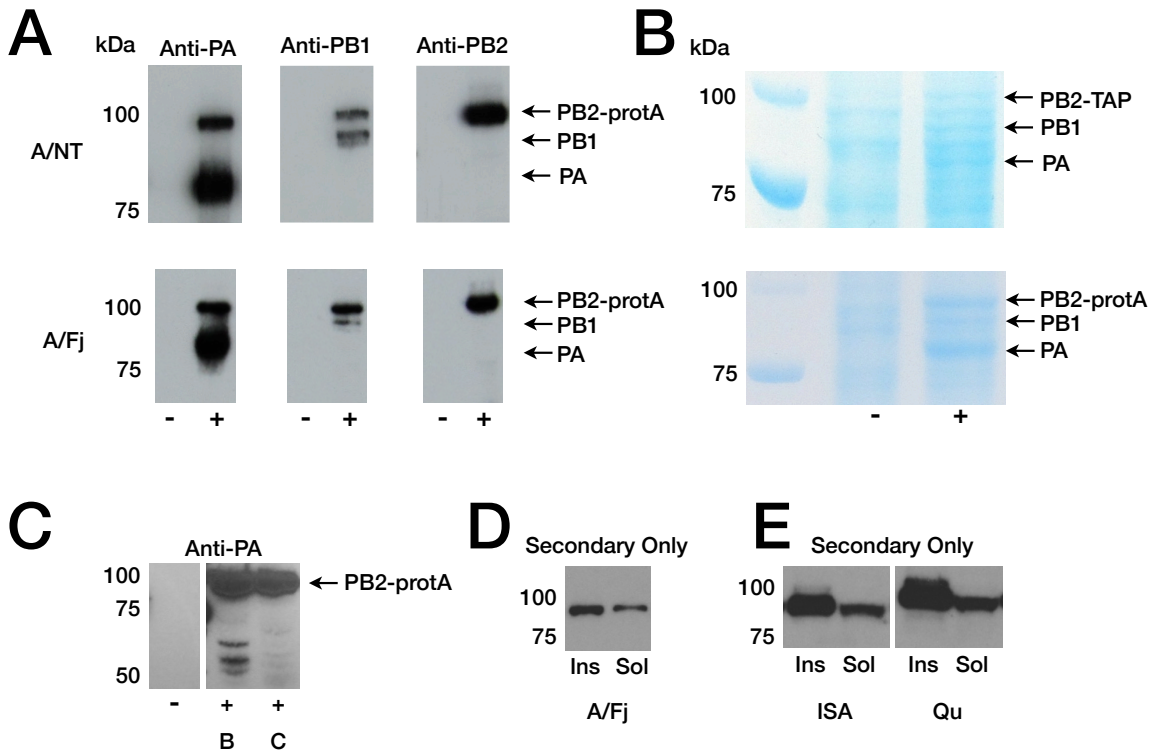 A
kDa
Anti-PA
Anti-PB1
Anti-PB2
A/NT
100
75
PB2-protA
PB1
PA
A/Fj
100
75
PB2-protA
PB1
PA
- + - + - +
B
kDa
100
75
PB2-TAP
PB1
PA
100
75
PB2-protA
PB1
PA
- +
C
Anti-PA
100
75
50
PB2-protA
- + +
B C
D
Secondary Only
100
75
Ins Sol
A/Fj
E
Secondary Only
100
75
Ins Sol Ins Sol
ISA Qu